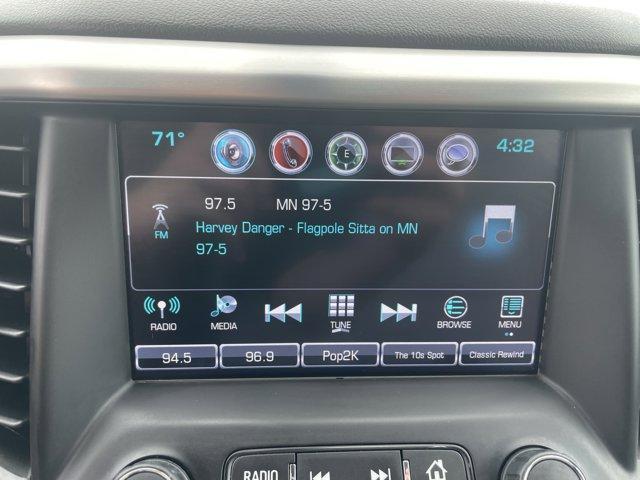 71° E 4:32
97.5 MN 97-5
FM
Harvey Danger - Flagpole Sitta on MN
97-5
RADIO MEDIA TUNE BROWSE MENU
94.5 96.9 Pop2K The 10s Spot Classic Rewind
RADIO